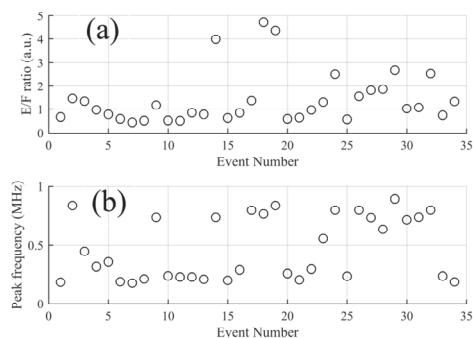 (a)
E/F ratio (a.u.)
5
4
3
2
1
0
0 5 10 15 20 25 30 35
Event Number
(b)
Peak frequency (MHz)
1
0.5
0
0 5 10 15 20 25 30 35
Event Number